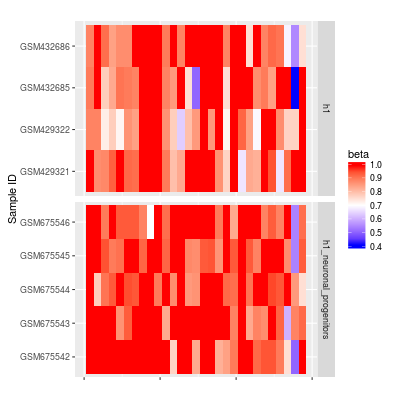 GSM432686
GSM432685
GSM429322
GSM429321
h1
GSM675546
GSM675545
GSM675544
GSM675543
GSM675542
h1_neuronal_progenitors
Sample ID
beta
1.0
0.9
0.8
0.7
0.6
0.5
0.4